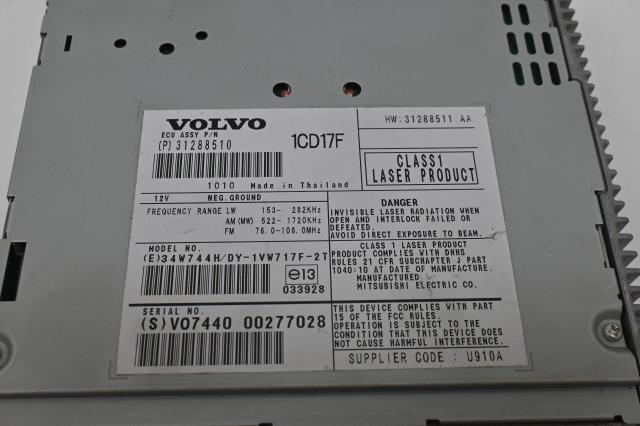 VOLVO
ECU ASSY P/N
(P) 31288510
1CD17F
HW:31288511 AA
1010 Made in Thailand
CLASS1
LASER PRODUCT
12V NEG.GROUND
FREQUENCY RANGE LW 153- 282KHz
AM (MW) 522- 1720KHz
FM 76.0-108.0MHz
DANGER
INVISIBLE LASER RADIATION WHEN
OPEN AND INTERLOCK FAILED OR
DEFEATED.
AVOID DIRECT EXPOSURE TO BEAM.
MODEL NO.
(E)34W744H/DY-1VW717F-2T
e13
033928
CLASS 1 LASER PRODUCT
PRODUCT COMPLIES WITH DHHS
RULES 21 CFR SUBCHAPTER J PART
1040:10 AT DATE OF MANUFACTURE.
MANUFACTURED
MITSUBISHI ELECTRIC CO.
SERIAL NO.
(S)VO7440 00277028
THIS DEVICE COMPLIES WITH PART
15 OF THE FCC RULES.
OPERATION IS SUBJECT TO THE
CONDITION THAT THIS DEVICE DOES
NOT CAUSE HARMFUL INTERFERENCE.
SUPPLIER CODE : U910A